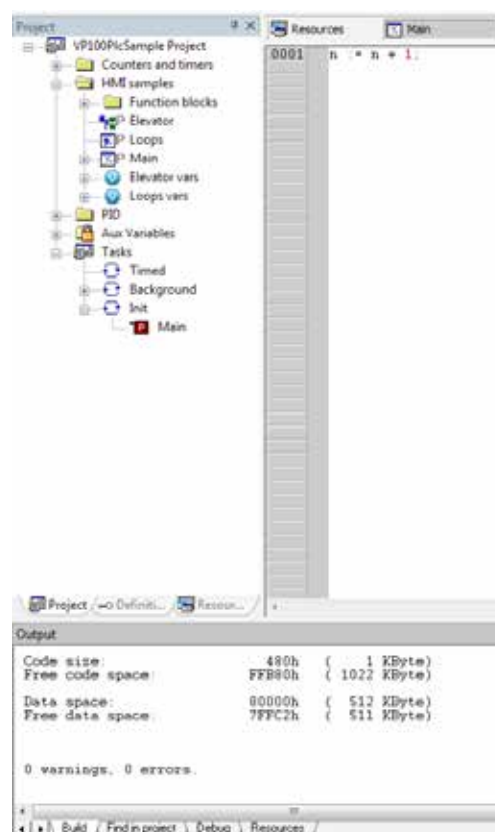 Project
Resources
Main
VP100PlcSample Project
Counters and timers
HMI samples
Function blocks
P Elevator
P Loops
P Main
Elevator vars
Loops vars
PID
Aux Variables
Tasks
Timed
Background
Init
Main
0001 n := n + 1;
Project
Definiti...
Resour...
Output
Code size: 480h ( 1 KByte)
Free code space: FFB80h ( 1022 KByte)
Data space: 80000h ( 512 KByte)
Free data space: 7FFC2h ( 511 KByte)
0 warnings, 0 errors.
Build
Find in project
Debug
Resources